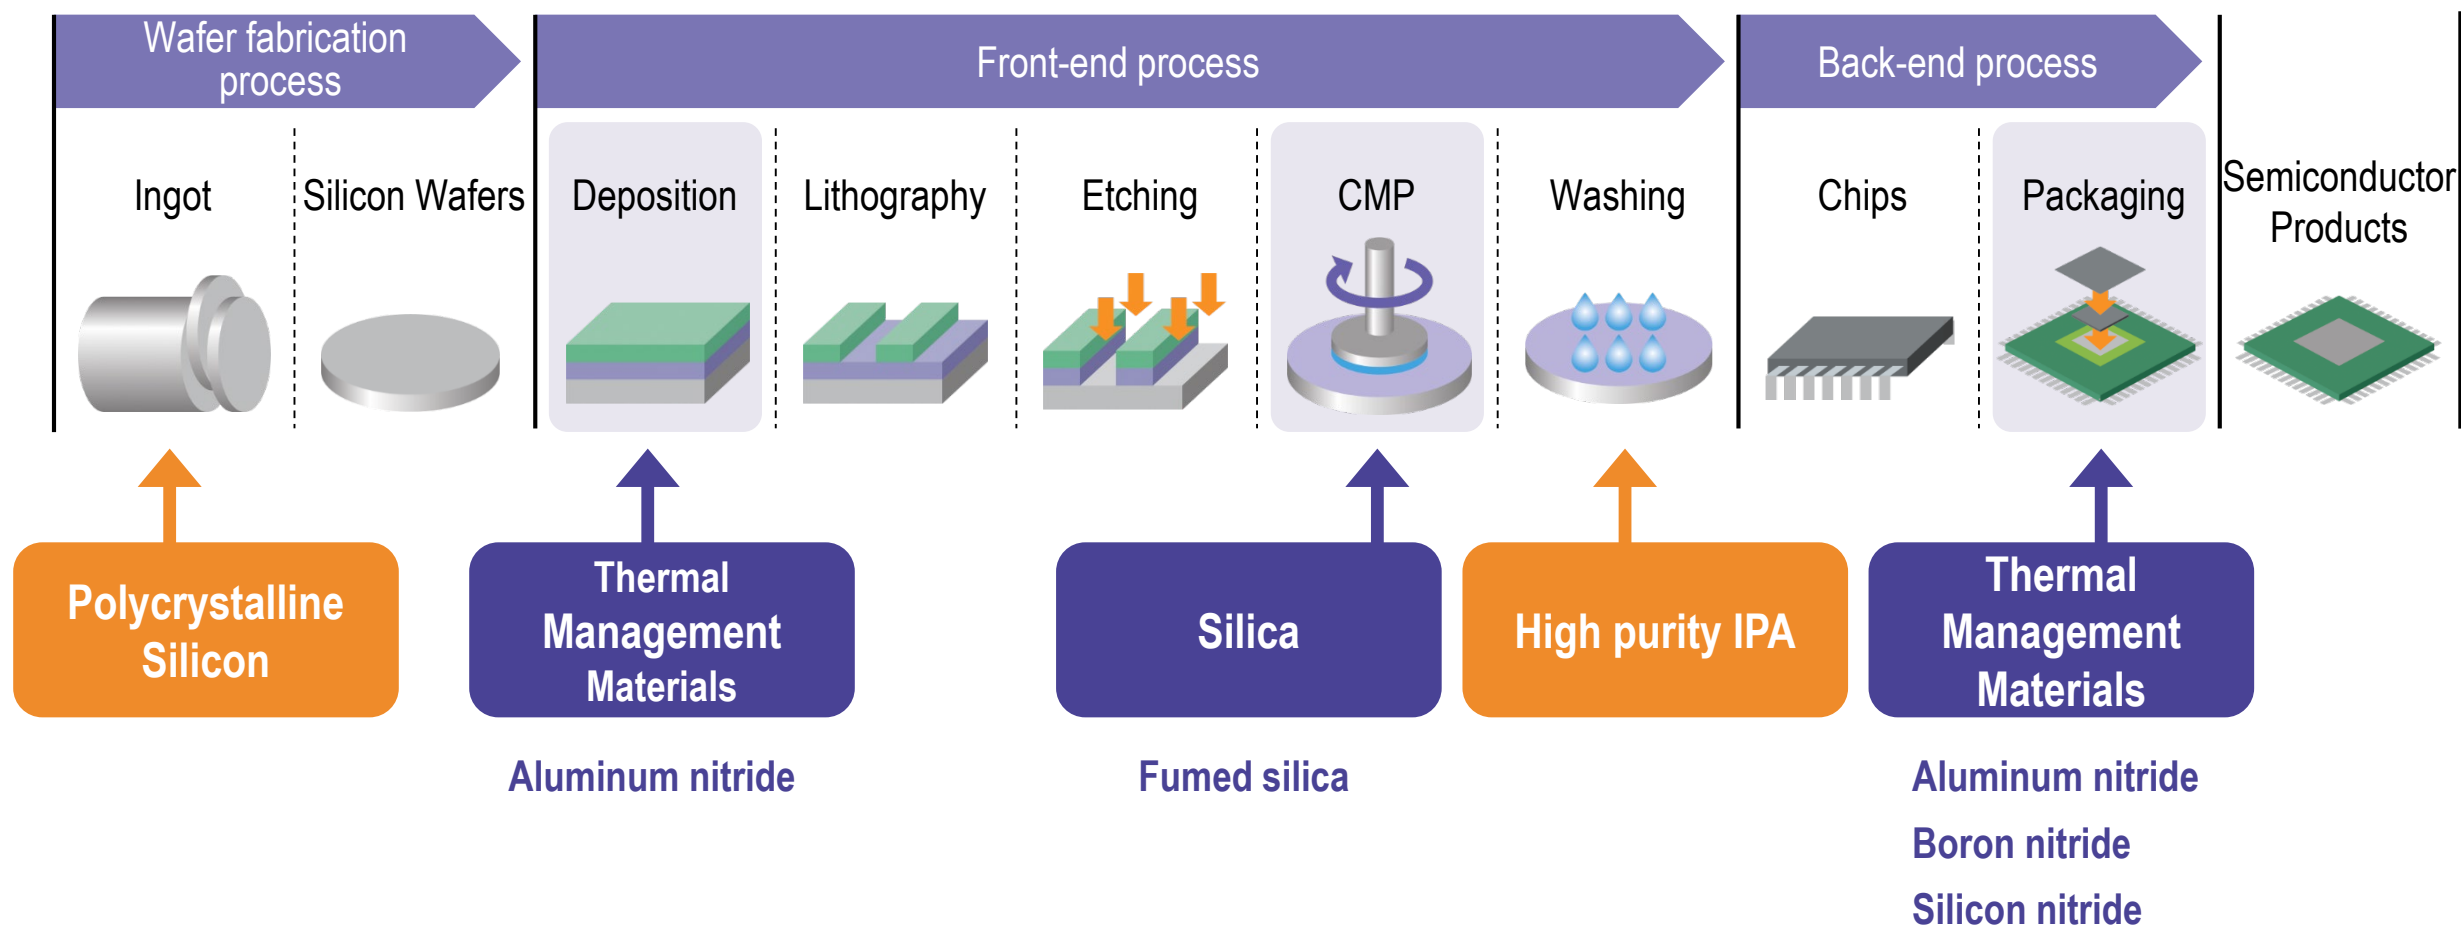 Wafer fabrication
process
Front-end process
Back-end process
Ingot
Silicon Wafers
Deposition
Lithography
Etching
CMP
Washing
Chips
Packaging
Semiconductor
Products
Polycrystalline
Silicon
Thermal
Management
Materials
Silica
High purity IPA
Thermal
Management
Materials
Aluminum nitride
Fumed silica
Aluminum nitride
Boron nitride
Silicon nitride